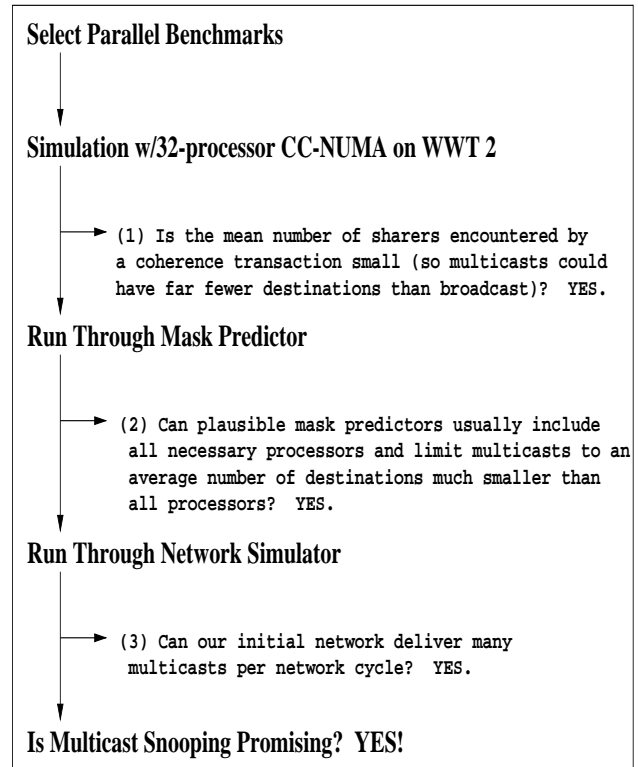 Select Parallel Benchmarks
Simulation w/32-processor CC-NUMA on WWT 2
(1) Is the mean number of sharers encountered by
a coherence transaction small (so multicasts could
have far fewer destinations than broadcast)? YES.
Run Through Mask Predictor
(2) Can plausible mask predictors usually include
all necessary processors and limit multicasts to an
average number of destinations much smaller than
all processors? YES.
Run Through Network Simulator
(3) Can our initial network deliver many
multicasts per network cycle? YES.
Is Multicast Snooping Promising? YES!